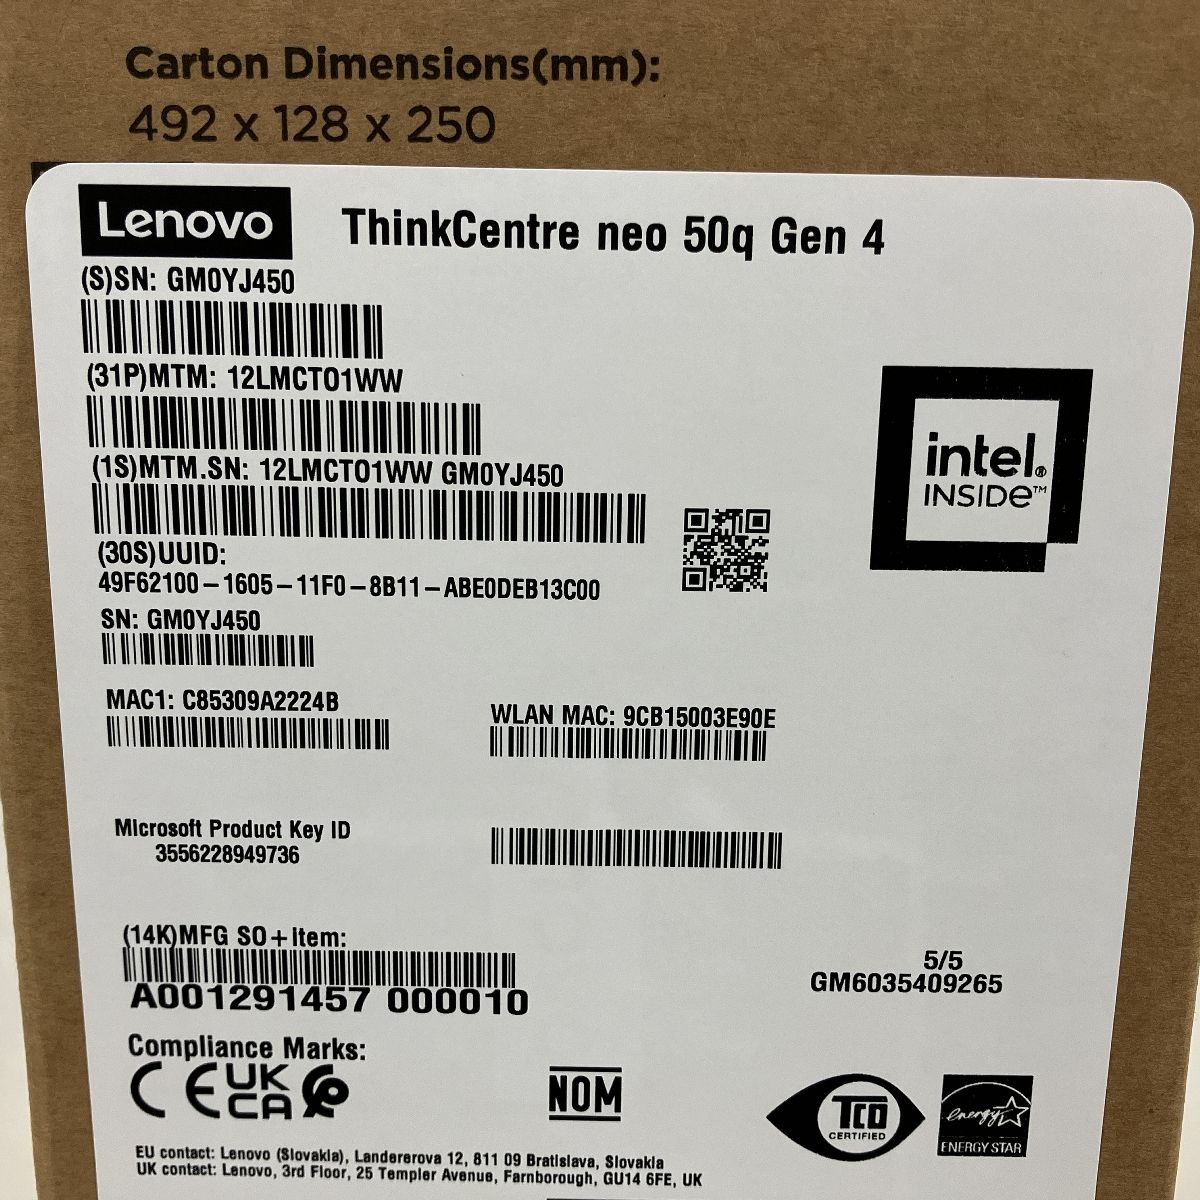 Carton Dimensions(mm):
492 x 128 x 250
Lenovo
ThinkCentre neo 50q Gen 4
(S)SN: GM0YJ450
(31P)MTM: 12LMCTO1WW
(1S)MTM.SN: 12LMCTO1WW GM0YJ450
(30S)UUID:
49F62100-1605-11F0-8B11-ABE0DEB13C00
SN: GM0YJ450
intel®
INSIDE™
MAC1: C85309A2224B
WLAN MAC: 9CB15003E90E
Microsoft Product Key ID
3556228949736
(14K)MFG SO+Item:
A001291457 000010
5/5
GM6035409265
Compliance Marks:
CE UK CA
NOM
TCO
CERTIFIED
energy
ENERGY STAR
EU contact: Lenovo (Slovakia), Landererova 12, 811 09 Bratislava, Slovakia
UK contact: Lenovo, 3rd Floor, 25 Templer Avenue, Farnborough, GU14 6FE, UK